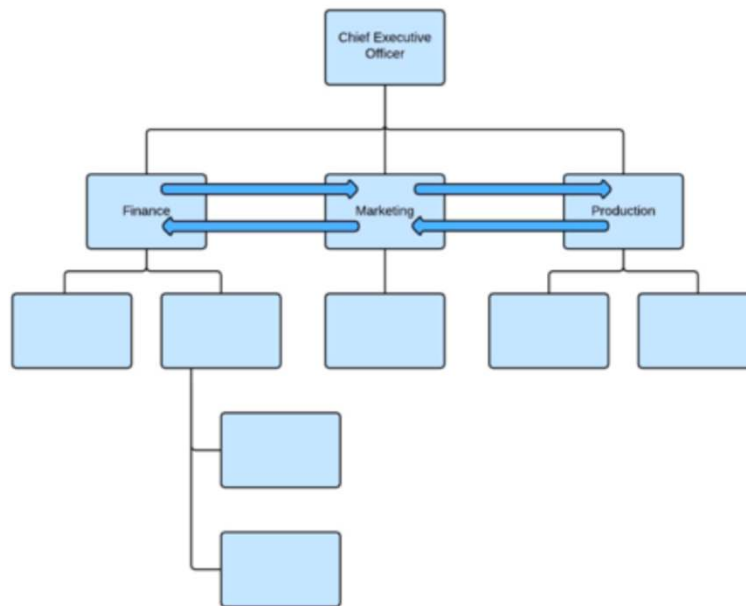 Chief Executive
Officer
Finance
Marketing
Production